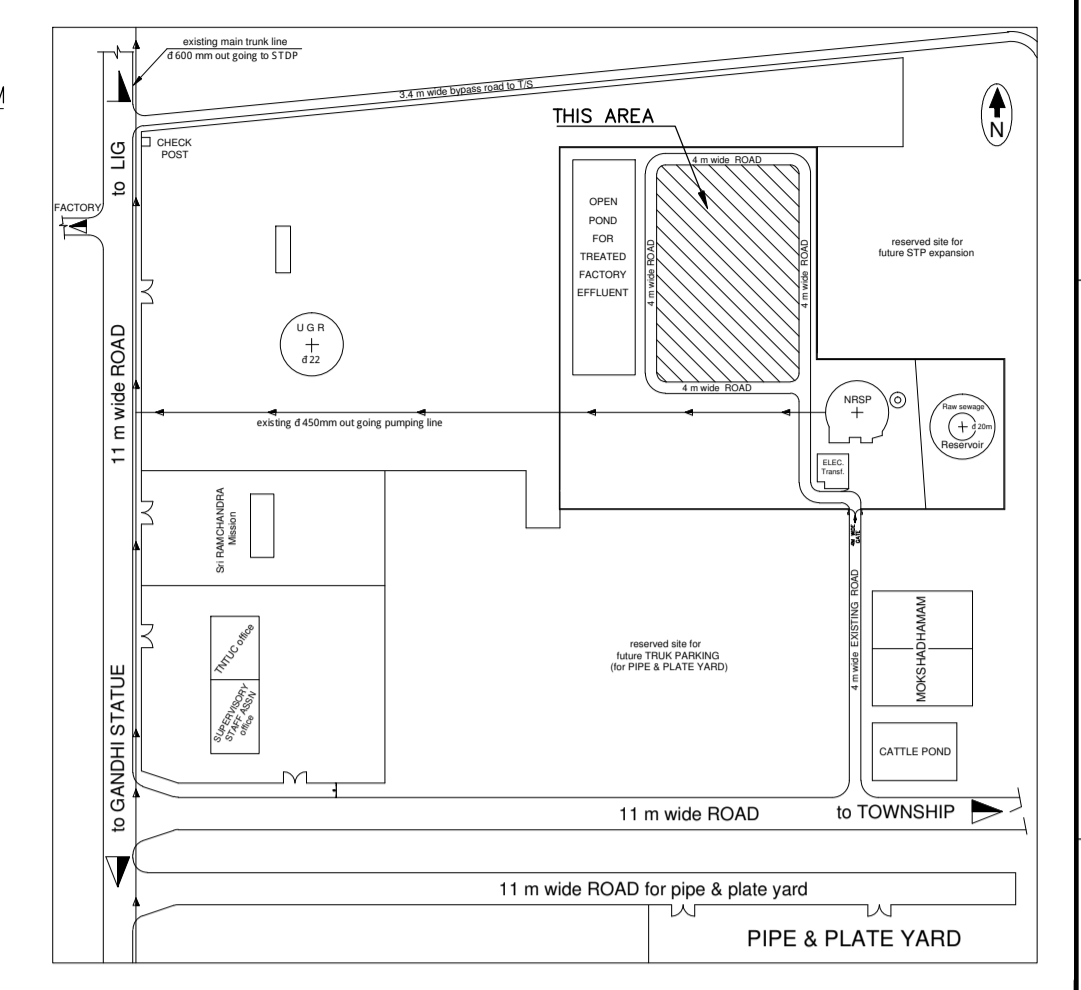 existing main trunk line
đ 600 mm out going to STDP
M
3.4 m wide bypass road to T/S
THIS AREA
N
CHECK
POST
to LIG
FACTORY
4 m wide ROAD
OPEN
POND
FOR
TREATED
FACTORY
EFFLUENT
4 m wide ROAD
4 m wide ROAD
reserved site for
future STP expansion
U G R
đ 22
11 m wide ROAD
4 m wide ROAD
NRSP
Raw sewage
đ 20m
Reservoir
existing đ 450mm out going pumping line
ELEC.
Transf.
Sri RAMCHANDRA
Mission
4M WIDE
GATE
4 m wide EXISTING ROAD
MOKSHADHAMAM
TNTUC office
SUPERVISORY
STAFF ASSN
office
reserved site for
future TRUK PARKING
(for PIPE & PLATE YARD)
to GANDHI STATUE
CATTLE POND
11 m wide ROAD
to TOWNSHIP
11 m wide ROAD for pipe & plate yard
PIPE & PLATE YARD